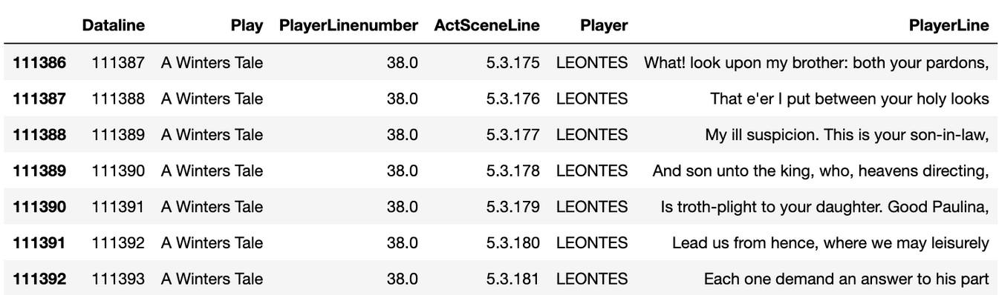 Dataline Play PlayerLinenumber ActSceneLine Player PlayerLine
111386 111387 A Winters Tale 38.0 5.3.175 LEONTES What! look upon my brother: both your pardons,
111387 111388 A Winters Tale 38.0 5.3.176 LEONTES That e'er I put between your holy looks
111388 111389 A Winters Tale 38.0 5.3.177 LEONTES My ill suspicion. This is your son-in-law,
111389 111390 A Winters Tale 38.0 5.3.178 LEONTES And son unto the king, who, heavens directing,
111390 111391 A Winters Tale 38.0 5.3.179 LEONTES Is troth-plight to your daughter. Good Paulina,
111391 111392 A Winters Tale 38.0 5.3.180 LEONTES Lead us from hence, where we may leisurely
111392 111393 A Winters Tale 38.0 5.3.181 LEONTES Each one demand an answer to his part